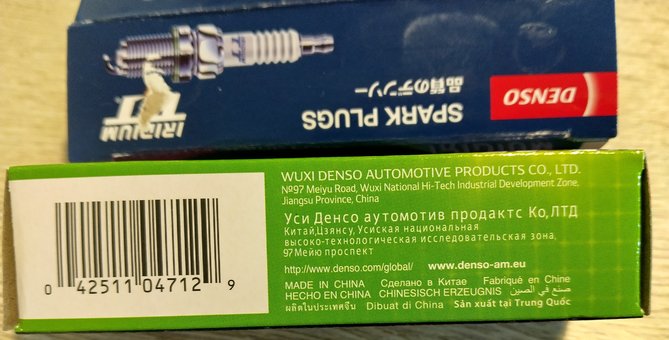 IRIDIUM
TT
SPARK PLUGS
品質のデンソー
DENSO
WUXI DENSO AUTOMOTIVE PRODUCTS CO., LTD.
№97 Meiyu Road, Wuxi National Hi-Tech Industrial Development Zone,
Jiangsu Province, China
Уси Денсо аутомотив продактс Ко,ЛТД
Китай,Цзянсу, Усиская национальная
высоко-технологическая исследовательская зона,
97 Мейю проспект
http://www.denso.com/global/ www.denso-am.eu
MADE IN CHINA Сделано в Китае Fabriqué en Chine
HECHO EN CHINA CHINESISCH ERZEUGNIS صنع في الصين
ผลิตในประเทศจีน Dibuat di China Sản xuất tại Trung Quốc
0 42511 04712 9